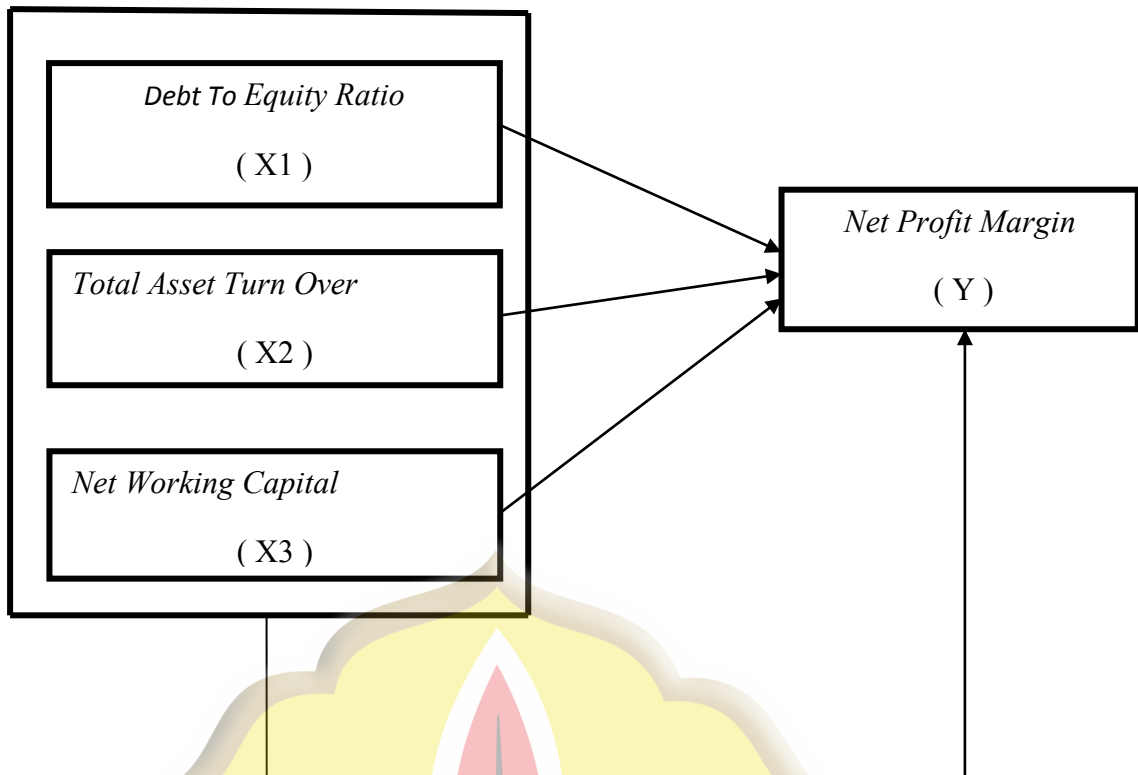 Debt To Equity Ratio
( X1 )
Total Asset Turn Over
( X2 )
Net Working Capital
( X3 )
Net Profit Margin
( Y )